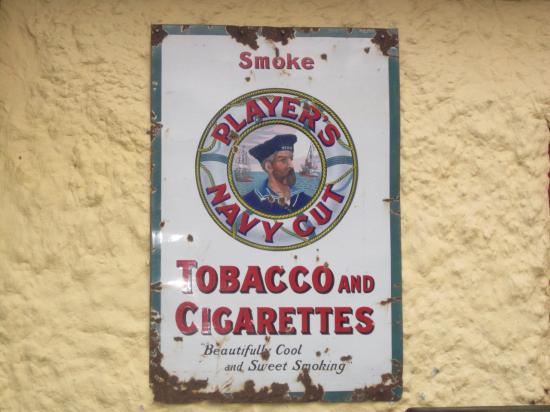 Smoke
PLAYER'S
NAVY CUT
TOBACCO AND
CIGARETTES
"Beautifully Cool
and Sweet Smoking"